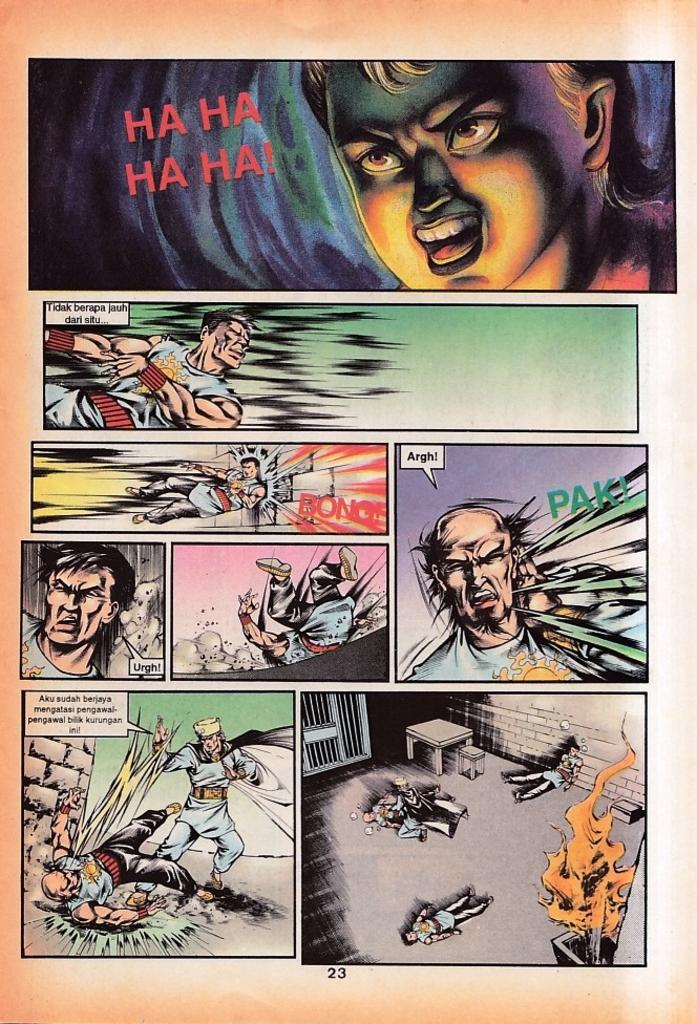 HA HA
HA HA!
Tidak berapa jauh
dari situ...
BONG!
Argh!
PAK!
Urgh!
Aku sudah berjaya
mengatasi pengawal-
pengawal bilik kurungan
ini!
23